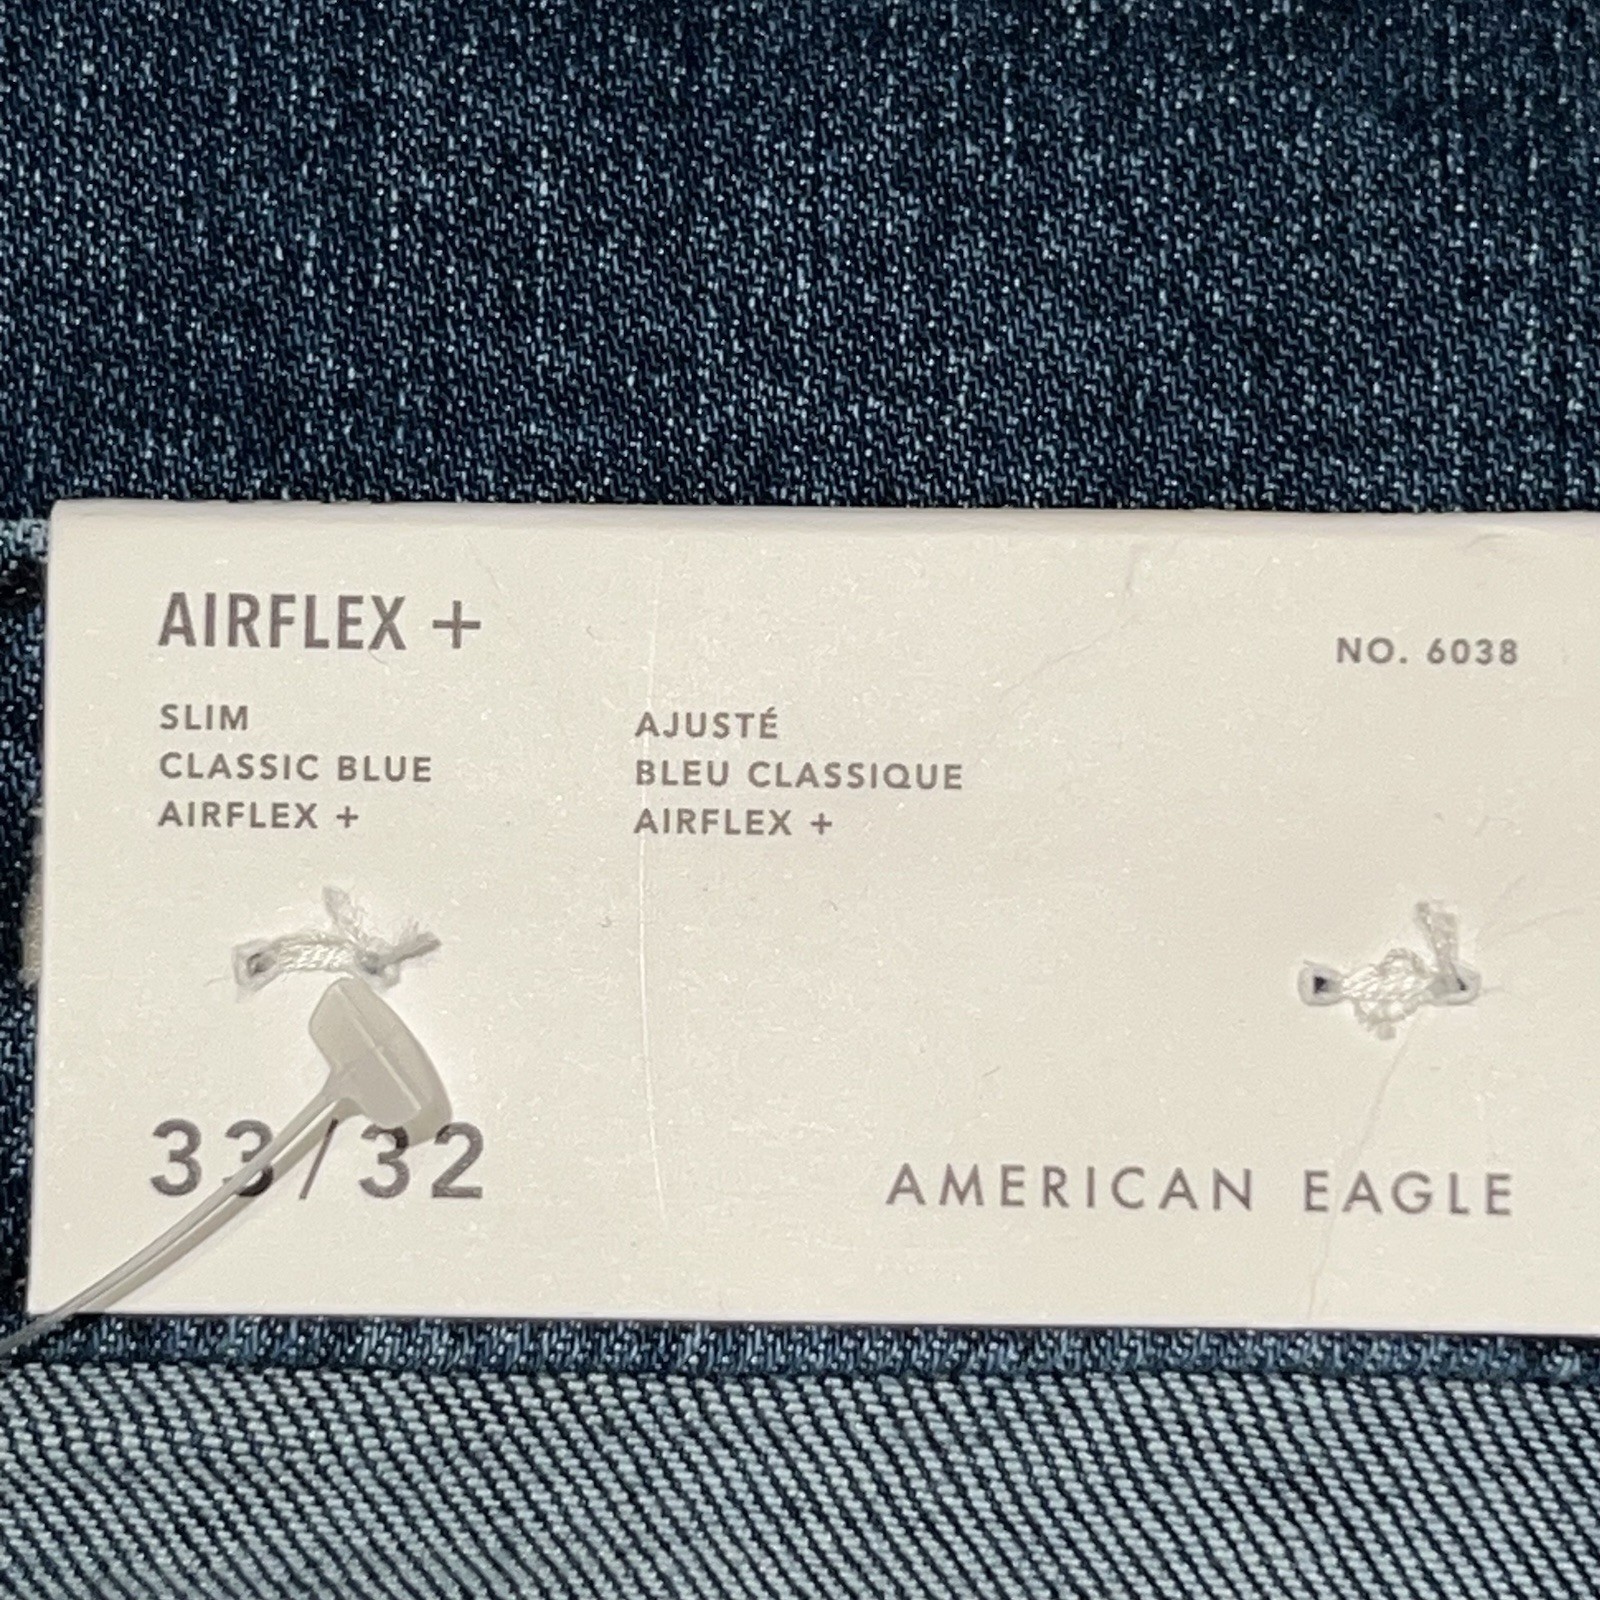 AIRFLEX +
NO. 6038
SLIM
CLASSIC BLUE
AIRFLEX +
AJUSTÉ
BLEU CLASSIQUE
AIRFLEX +
33/32
AMERICAN EAGLE